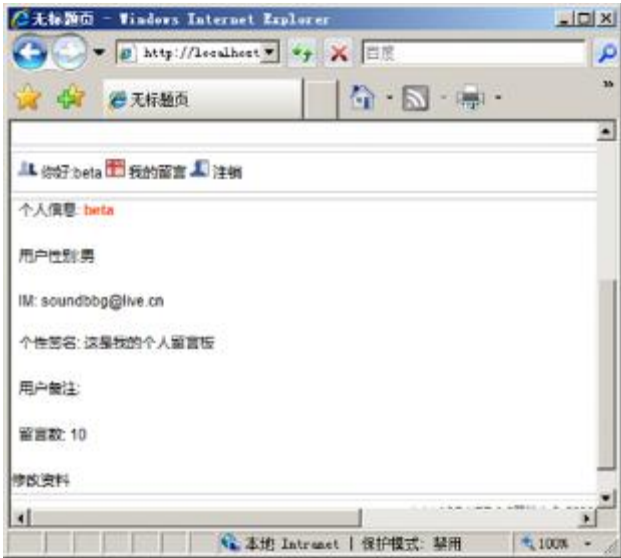 无标题页 - Windows Internet Explorer
http://localhost
百度
无标题页
你好:beta 我的留言 注销
个人信息: beta
用户性别:男
IM: soundbbg@live.cn
个性签名: 这是我的个人留言板
用户备注:
留言数: 10
修改资料
本地 Intranet | 保护模式: 禁用
100%